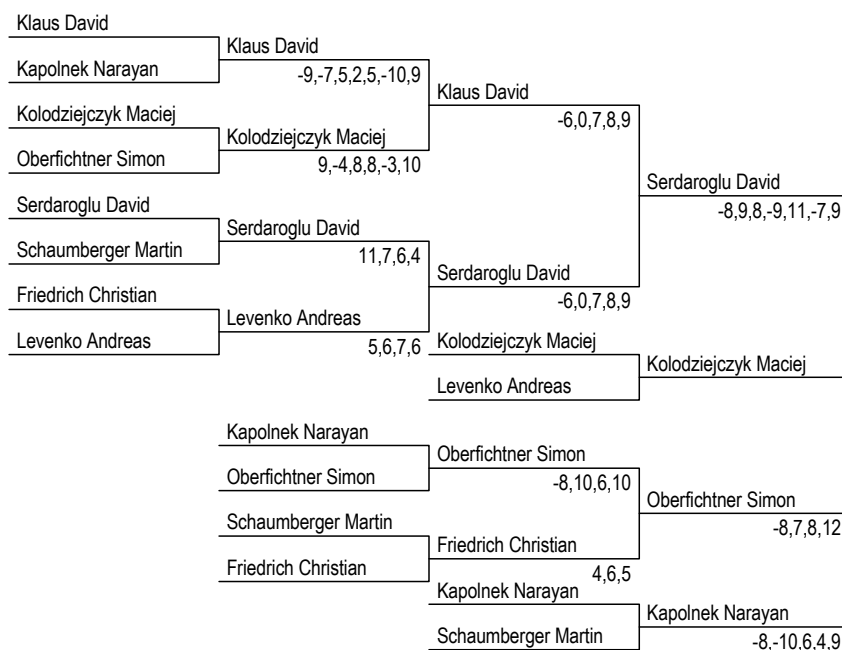 Klaus David
Klaus David
Kapolnek Narayan
-9,-7,5,2,5,-10,9
Klaus David
Kolodziejczyk Maciej
-6,0,7,8,9
Kolodziejczyk Maciej
Oberfichtner Simon
9,-4,8,8,-3,10
Serdaroglu David
Serdaroglu David
-8,9,8,-9,11,-7,9
Serdaroglu David
Schaumberger Martin
11,7,6,4
Serdaroglu David
Friedrich Christian
-6,0,7,8,9
Levenko Andreas
Levenko Andreas
5,6,7,6
Kolodziejczyk Maciej
Kolodziejczyk Maciej
Levenko Andreas
Kapolnek Narayan
Oberfichtner Simon
Oberfichtner Simon
-8,10,6,10
Oberfichtner Simon
Schaumberger Martin
-8,7,8,12
Friedrich Christian
Friedrich Christian
4,6,5
Kapolnek Narayan
Kapolnek Narayan
Schaumberger Martin
-8,-10,6,4,9